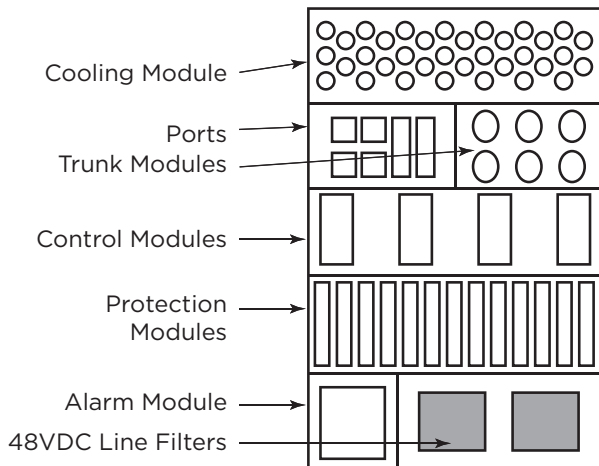 Cooling Module
Ports
Trunk Modules
Control Modules
Protection
Modules
Alarm Module
48VDC Line Filters